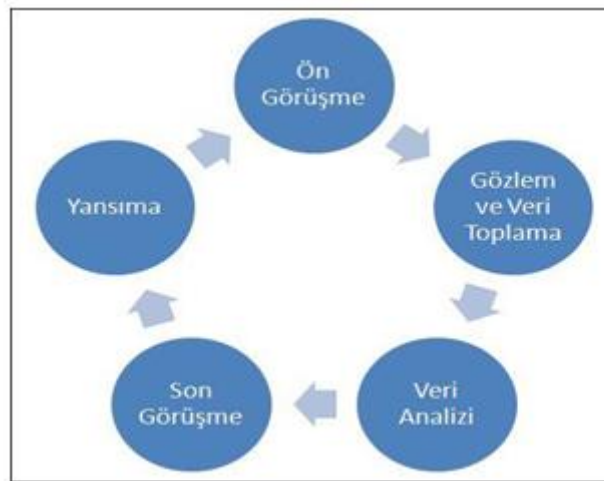 Ön
Görüşme
Gözlem
ve Veri
Toplama
Veri
Analizi
Son
Görüşme
Yansıma